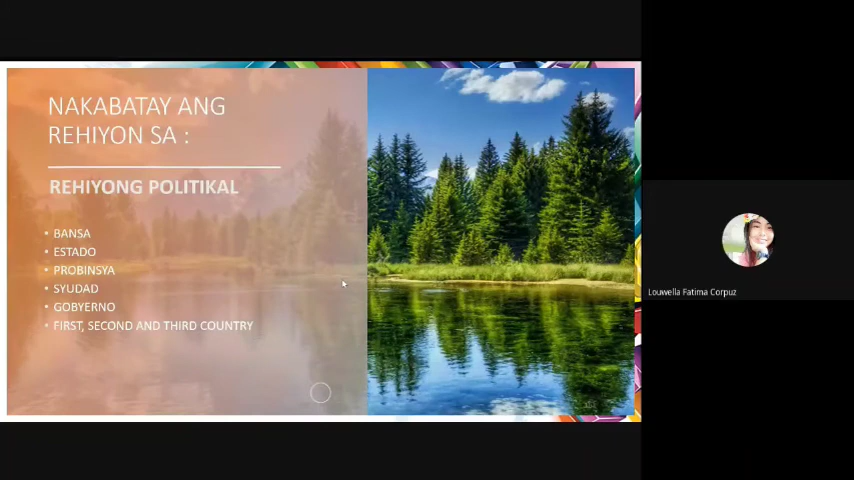 NAKABATAY ANG
REHIYON SA :
REHIYONG POLITIKAL
• BANSA
• ESTADO
• PROBINSYA
• SYUDAD
• GOBYERNO
• FIRST, SECOND AND THIRD COUNTRY
Louwella Fatima Corpuz